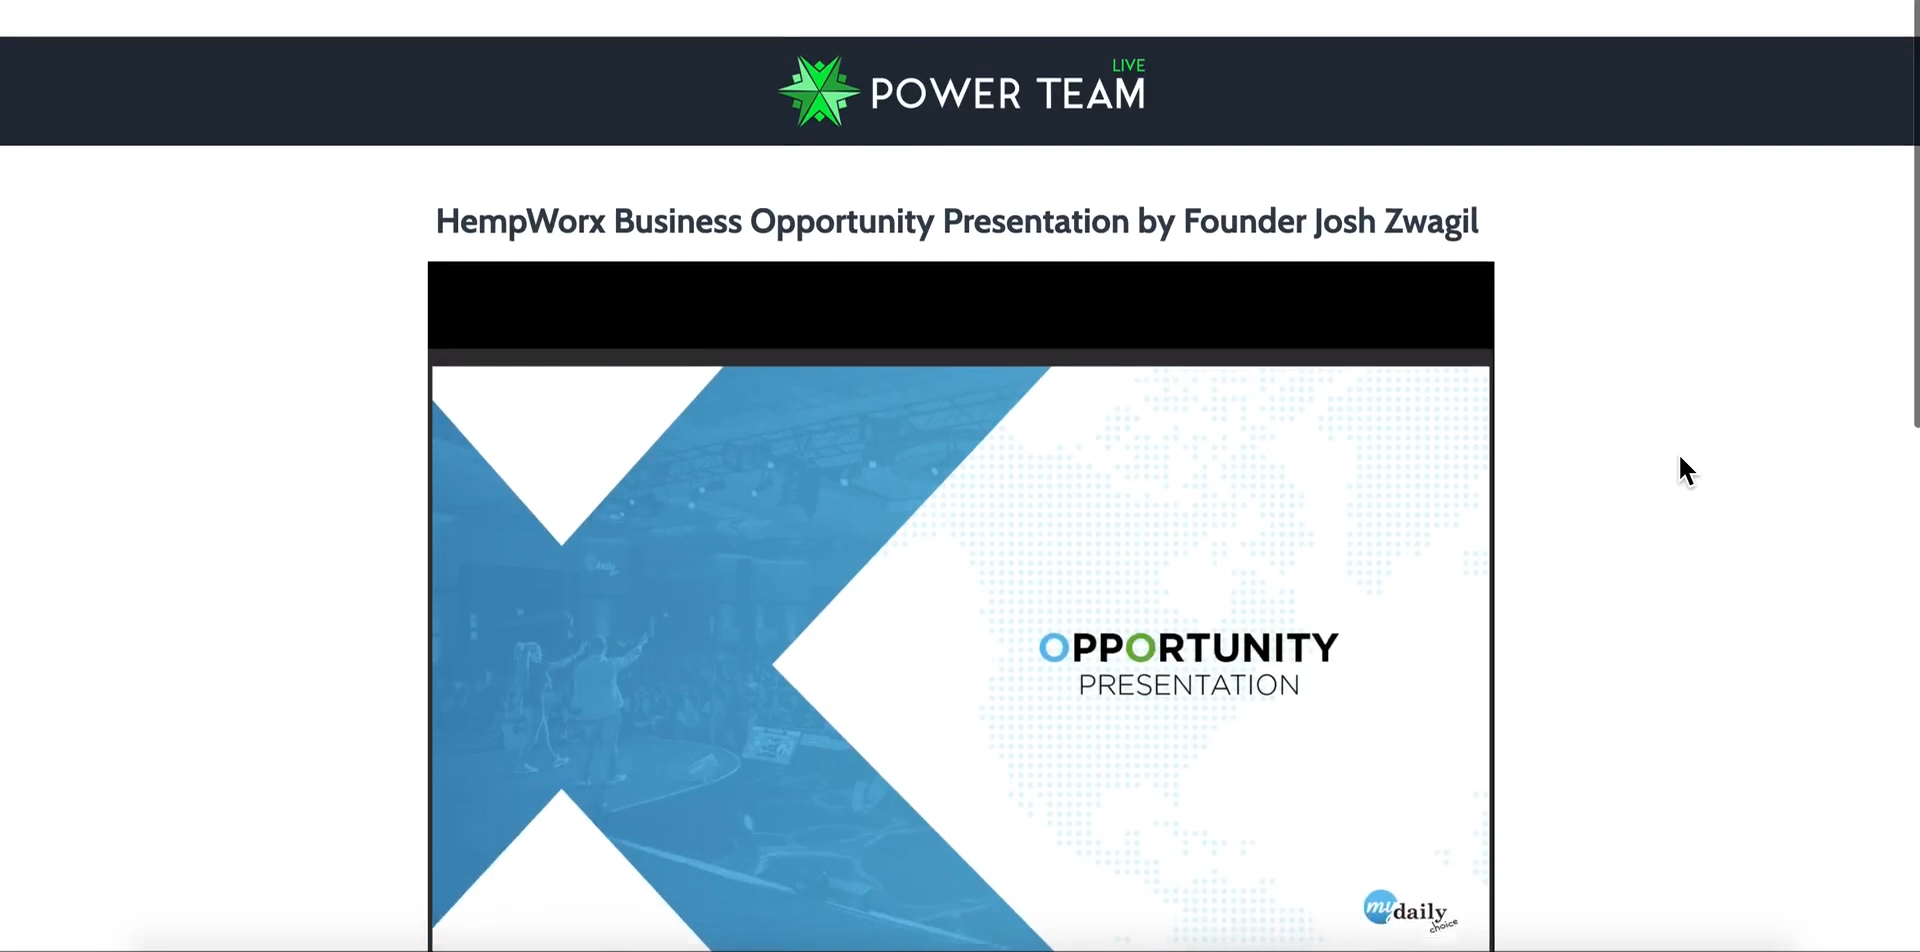 LIVE
POWER TEAM
HempWorx Business Opportunity Presentation by Founder Josh Zwagil
OPPORTUNITY
PRESENTATION
my daily
choice